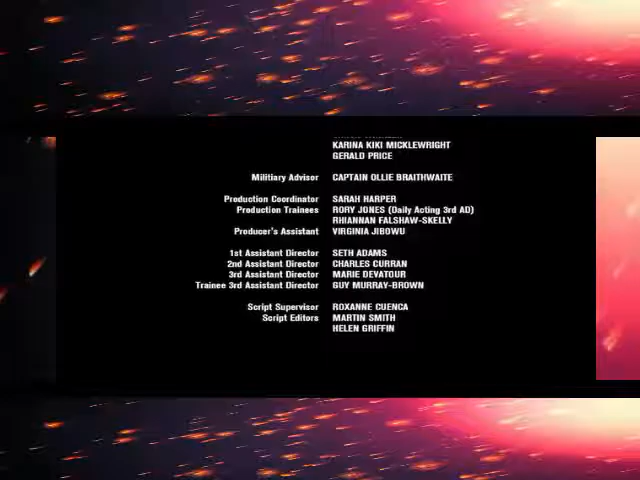 KARINA KIKI MICKLEWRIGHT
GERALD PRICE
Militiary Advisor CAPTAIN OLLIE BRAITHWAITE
Production Coordinator SARAH HARPER
Production Trainees RORY JONES (Daily Acting 3rd AD)
RHIANNAN FALSHAW-SKELLY
Producer's Assistant VIRGINIA JIBOWU
1st Assistant Director SETH ADAMS
2nd Assistant Director CHARLES CURRAN
3rd Assistant Director MARIE DEVATOUR
Trainee 3rd Assistant Director GUY MURRAY-BROWN
Script Supervisor ROXANNE CUENCA
Script Editors MARTIN SMITH
HELEN GRIFFIN